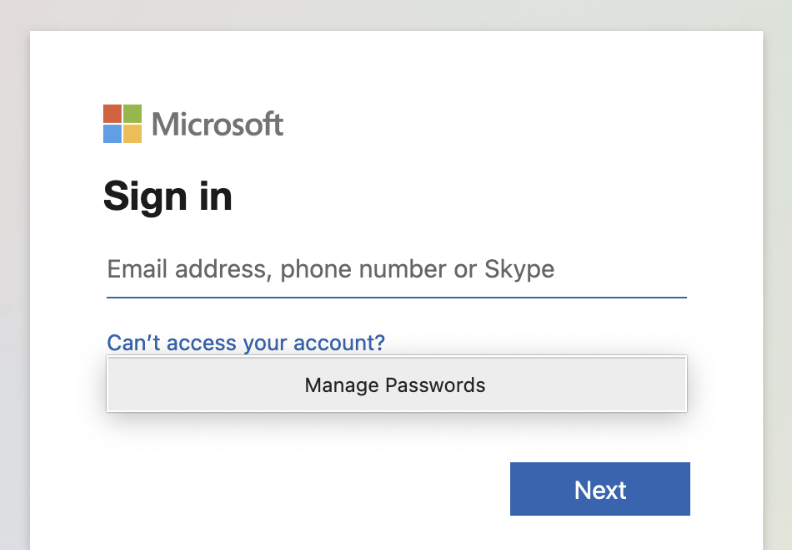 Microsoft
Sign in
Email address, phone number or Skype
Can’t access your account?
Manage Passwords
Next